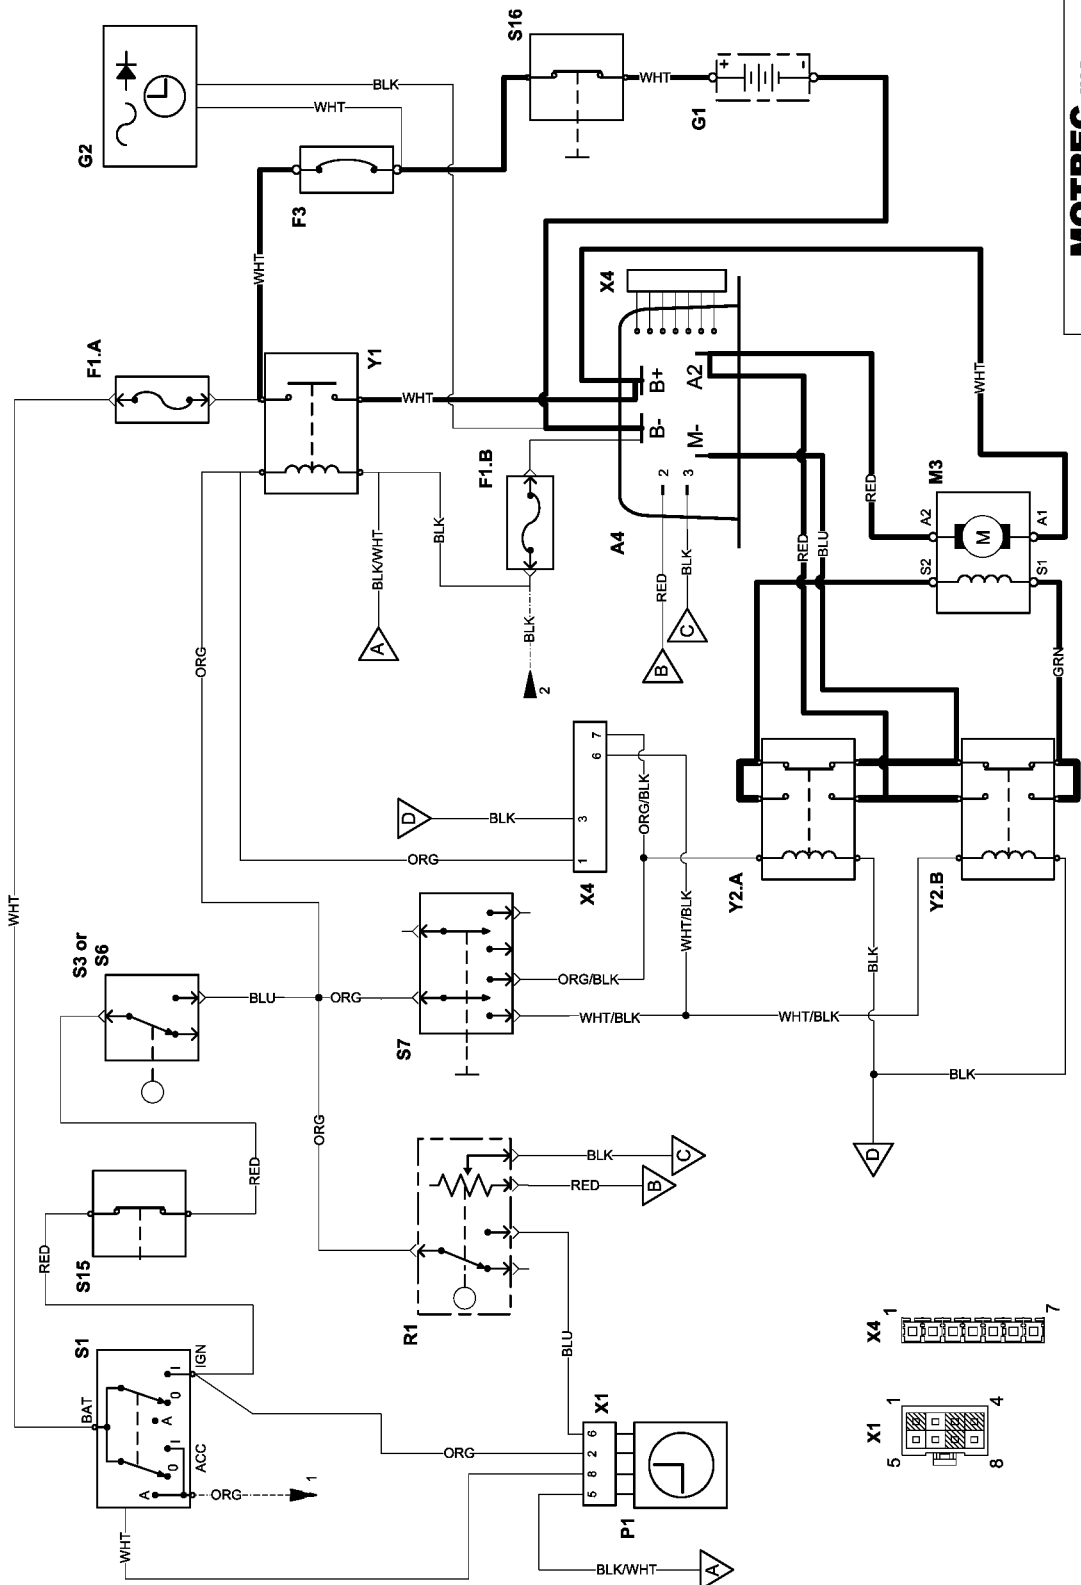 G2
BLK
WHT
S16
WHT
+
-
G1
F3
WHT
MOTREC
F1.A
Y1
WHT
X4
B+
A2
B-
M-
2
3
A4
F1.B
BLK
BLK/WHT
A
BLK
2
RED
BLK
B
C
RED
BLU
RED
WHT
M3
A2
A1
M
S2
S1
GRN
ORG
WHT
S3 or
S6
BLU
ORG
ORG
D
BLK
ORG
7
6
3
1
X4
ORG/BLK
WHT/BLK
S7
ORG/BLK
WHT/BLK
WHT/BLK
Y2.A
Y2.B
BLK
BLK
D
RED
RED
S15
ORG
R1
BLK
C
RED
B
BLU
S1
BAT
IGN
ACC
A
0
I
A
0
I
ORG
1
WHT
ORG
X1
6
2
8
5
P1
BLK/WHT
A
X4
1
7
X1
1
5
4
8